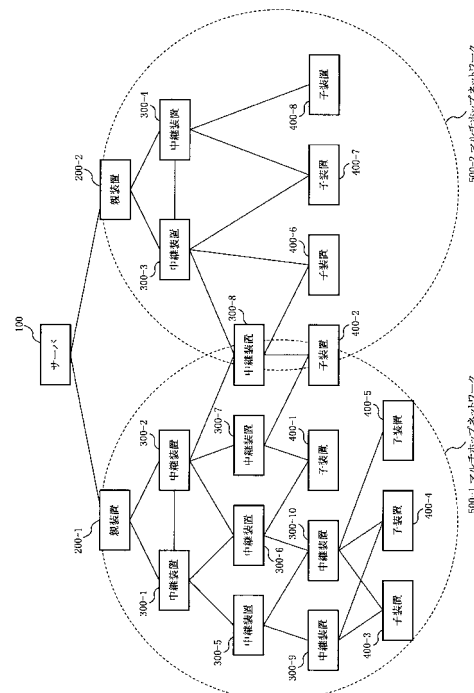 100
サーバ
200-1
親装置
200-2
親装置
300-1
中継装置
300-2
中継装置
300-3
中継装置
300-4
中継装置
300-5
中継装置
300-6
中継装置
300-7
中継装置
300-8
中継装置
300-9
中継装置
300-10
中継装置
400-1
子装置
400-2
子装置
400-6
子装置
400-7
子装置
400-8
子装置
400-3
子装置
400-4
子装置
400-5
子装置
500-1 マルチホップネットワーク
500-2 マルチホップネットワーク